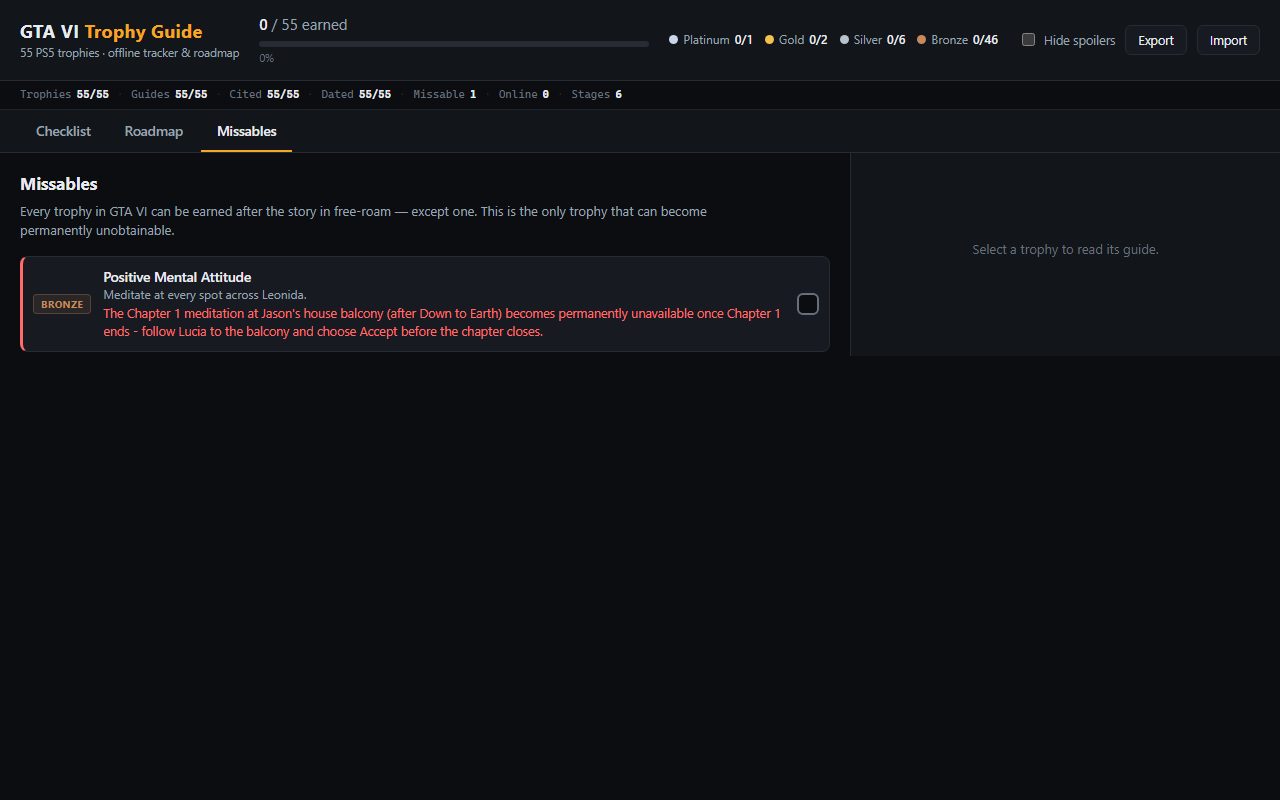 GTA VI Trophy Guide
55 PS5 trophies · offline tracker & roadmap
0 / 55 earned
0%
Platinum 0/1 Gold 0/2 Silver 0/6 Bronze 0/46
Hide spoilers
Export
Import
Trophies 55/55 · Guides 55/55 · Cited 55/55 · Dated 55/55 · Missable 1 · Online 0 · Stages 6
Checklist
Roadmap
Missables
Missables
Every trophy in GTA VI can be earned after the story in free-roam — except one. This is the only trophy that can become
permanently unobtainable.
BRONZE
Positive Mental Attitude
Meditate at every spot across Leonida.
The Chapter 1 meditation at Jason's house balcony (after Down to Earth) becomes permanently unavailable once Chapter 1
ends - follow Lucia to the balcony and choose Accept before the chapter closes.
Select a trophy to read its guide.